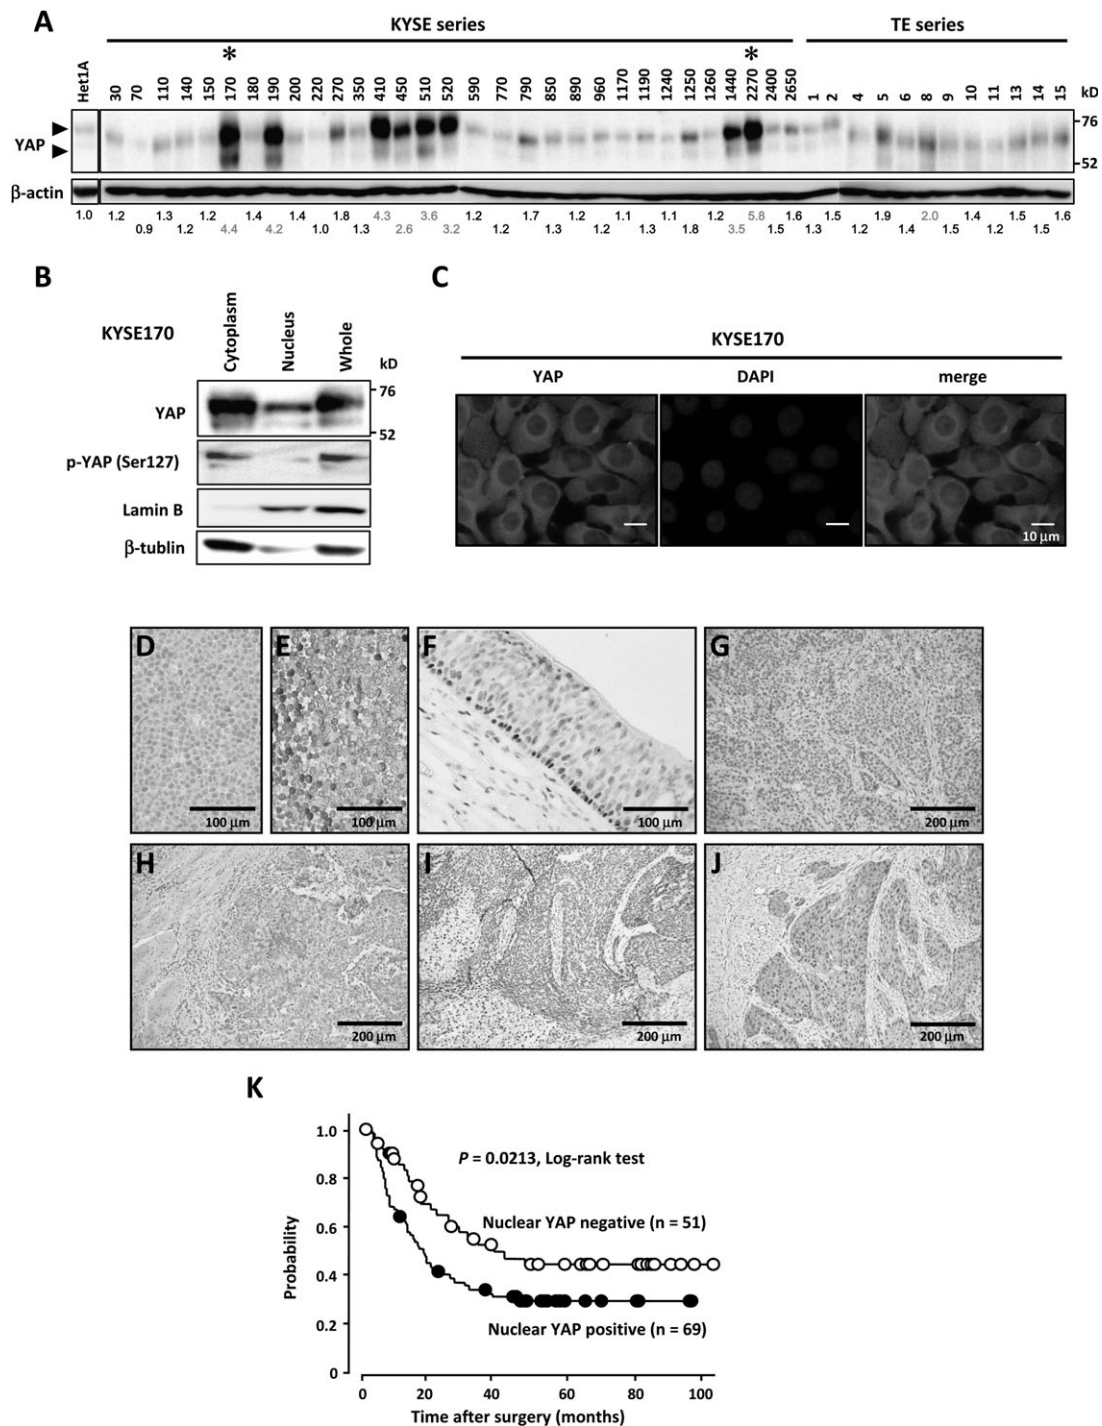 A
KYSE series
TE series
* *
Het1A 30 70 110 140 150 170 180 190 200 220 270 350 410 450 510 520 590 770 790 850 890 960 1170 1190 1240 1250 1260 1440 2270 2400 2650 1 2 4 5 6 8 9 10 11 13 14 15 kD
YAP
76
52
β-actin
1.0 1.2 1.3 1.2 1.4 1.4 1.8 4.3 3.6 1.2 1.7 1.2 1.1 1.1 1.2 5.8 1.6 1.5 1.9 2.0 1.4 1.5 1.6
0.9 1.2 4.4 4.2 1.0 1.3 2.6 3.2 1.2 1.3 1.2 1.3 1.8 3.5 1.5 1.3 1.2 1.4 1.5 1.2 1.5
B
KYSE170
Cytoplasm Nucleus Whole
kD
YAP
76
52
p-YAP (Ser127)
Lamin B
β-tublin
C
KYSE170
YAP DAPI merge
10 μm
D E F G
100 μm 100 μm 100 μm 200 μm
H I J
200 μm 200 μm 200 μm
K
P = 0.0213, Log-rank test
Nuclear YAP negative (n = 51)
Nuclear YAP positive (n = 69)
Probability
1.0
0.8
0.6
0.4
0.2
0
0 20 40 60 80 100
Time after surgery (months)